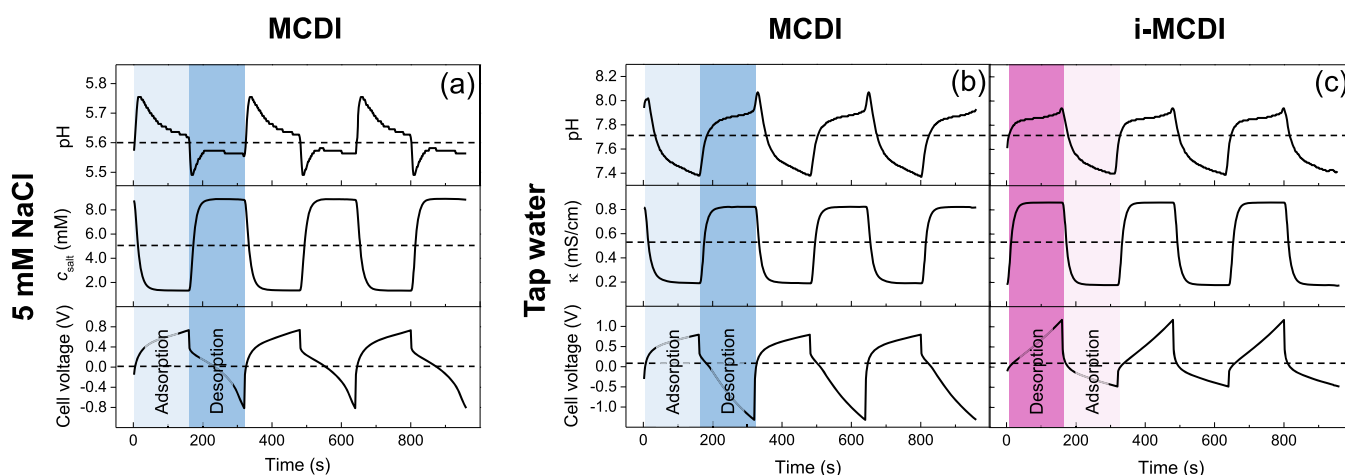 MCDI
MCDI
i-MCDI
5 mM NaCl
(a)
pH
5.8
5.7
5.6
5.5
c_salt (mM)
8.0
6.0
4.0
2.0
Cell voltage (V)
0.8
0.4
0.0
-0.4
-0.8
Adsorption
Desorption
0 200 400 600 800
Time (s)
Tap water
(b)
pH
8.2
8.0
7.8
7.6
7.4
κ (mS/cm)
0.8
0.6
0.4
0.2
Cell voltage (V)
1.0
0.5
0.0
-0.5
-1.0
Adsorption
Desorption
0 200 400 600 800
Time (s)
(c)
Desorption
Adsorption
0 200 400 600 800
Time (s)